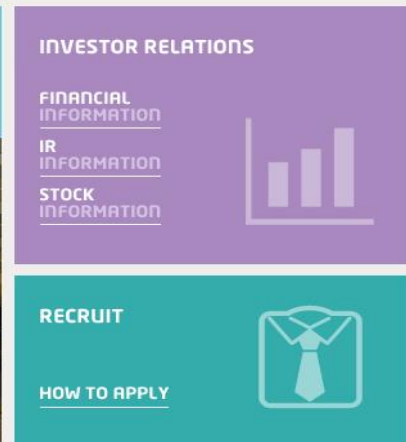 INVESTOR RELATIONS
FINANCIAL
INFORMATION
IR
INFORMATION
STOCK
INFORMATION
RECRUIT
HOW TO APPLY